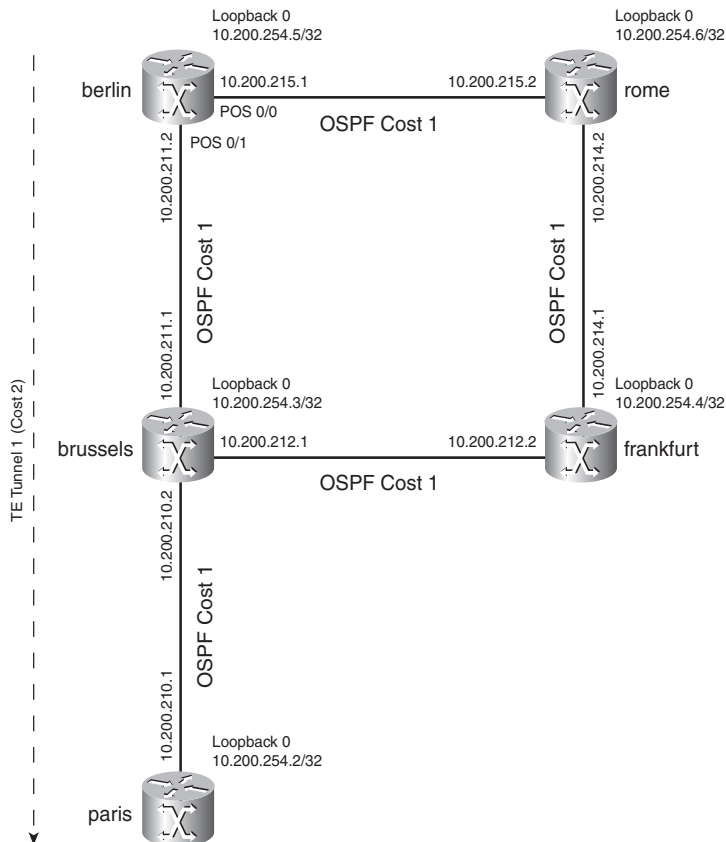 Loopback 0
10.200.254.5/32
Loopback 0
10.200.254.6/32
berlin
10.200.215.1
10.200.215.2
rome
POS 0/0
OSPF Cost 1
POS 0/1
10.200.211.2
10.200.214.2
OSPF Cost 1
OSPF Cost 1
10.200.211.1
10.200.214.1
Loopback 0
10.200.254.3/32
Loopback 0
10.200.254.4/32
TE Tunnel 1 (Cost 2)
brussels
10.200.212.1
10.200.212.2
frankfurt
OSPF Cost 1
10.200.210.2
OSPF Cost 1
10.200.210.1
Loopback 0
10.200.254.2/32
paris